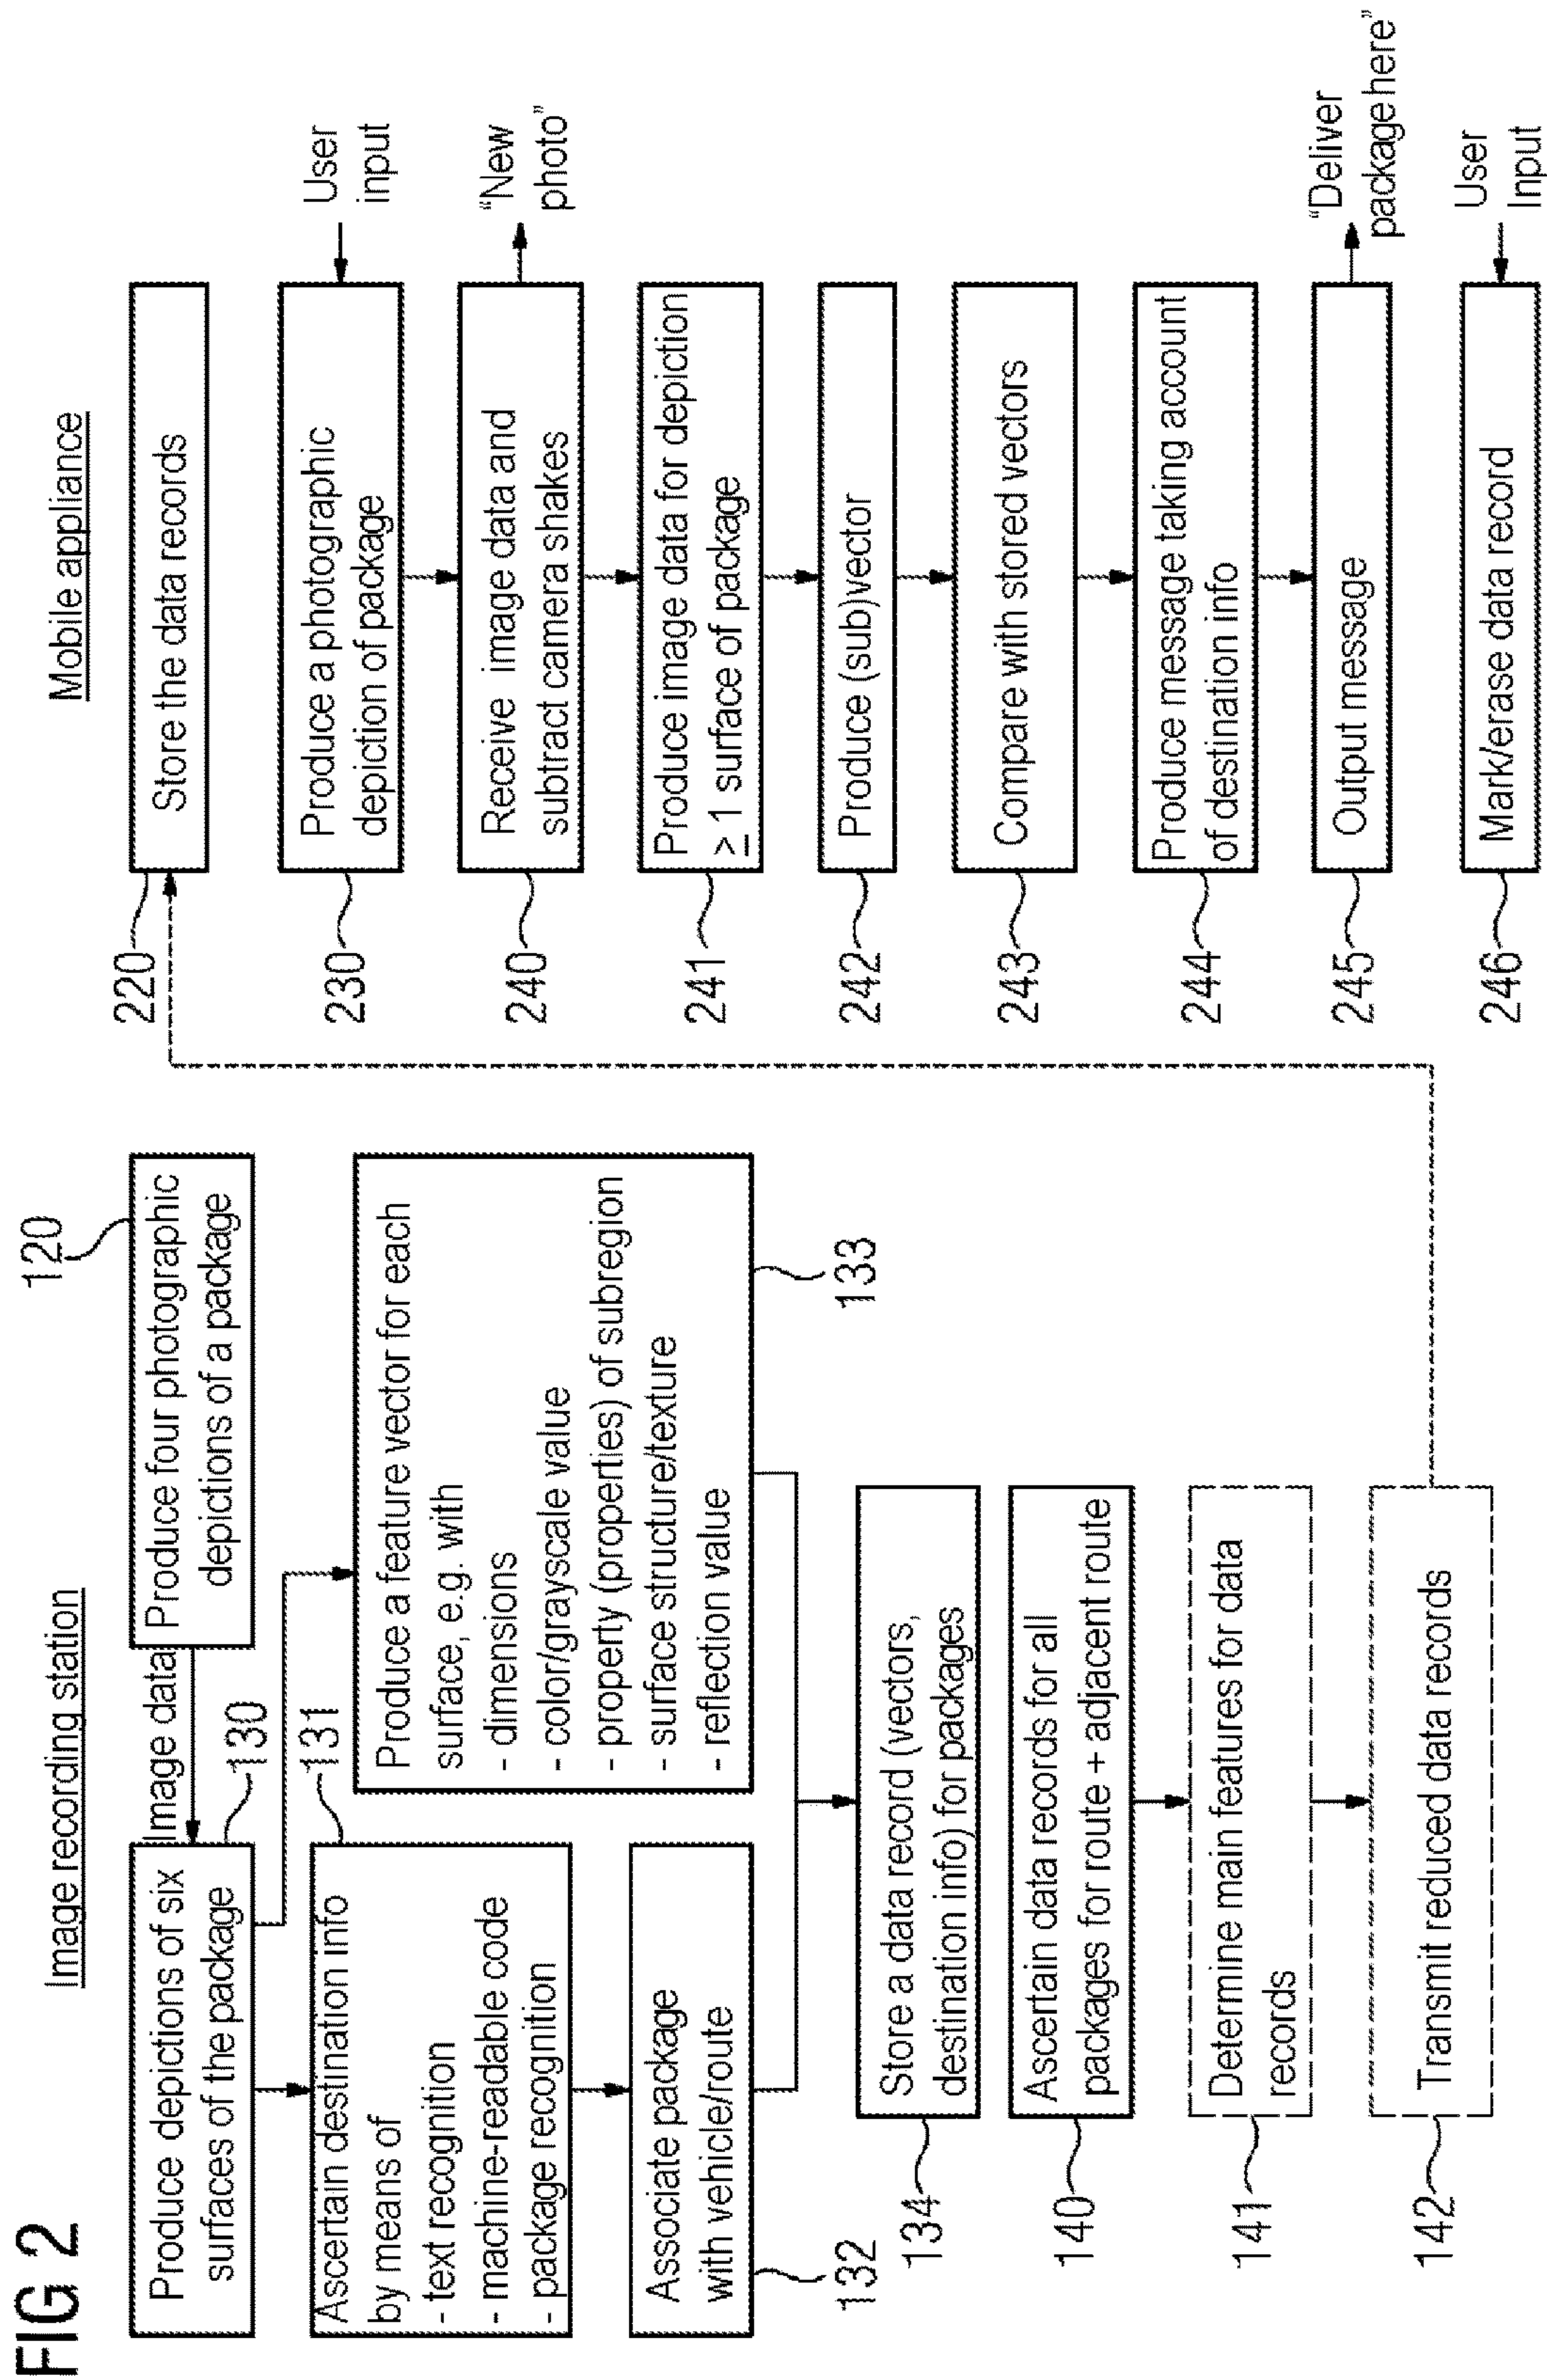 FIG 2
Image recording station
120
Produce four photographic
depictions of a package
Image data
130
Produce depictions of six
surfaces of the package
131
Ascertain destination info
by means of
- text recognition
- machine-readable code
- package recognition
132
Associate package
with vehicle/route
133
Produce a feature vector for each
surface, e.g. with
- dimensions
- color/grayscale value
- property (properties) of subregion
- surface structure/texture
- reflection value
134
Store a data record (vectors,
destination info) for packages
140
Ascertain data records for all
packages for route + adjacent route
141
Determine main features for data
records
142
Transmit reduced data records
Mobile appliance
220
Store the data records
230
Produce a photographic
depiction of package
User
input
240
Receive image data and
subtract camera shakes
“New
photo”
241
Produce image data for depiction
≥ 1 surface of package
242
Produce (sub)vector
243
Compare with stored vectors
244
Produce message taking account
of destination info
245
Output message
“Deliver
package here”
246
Mark/erase data record
User
Input